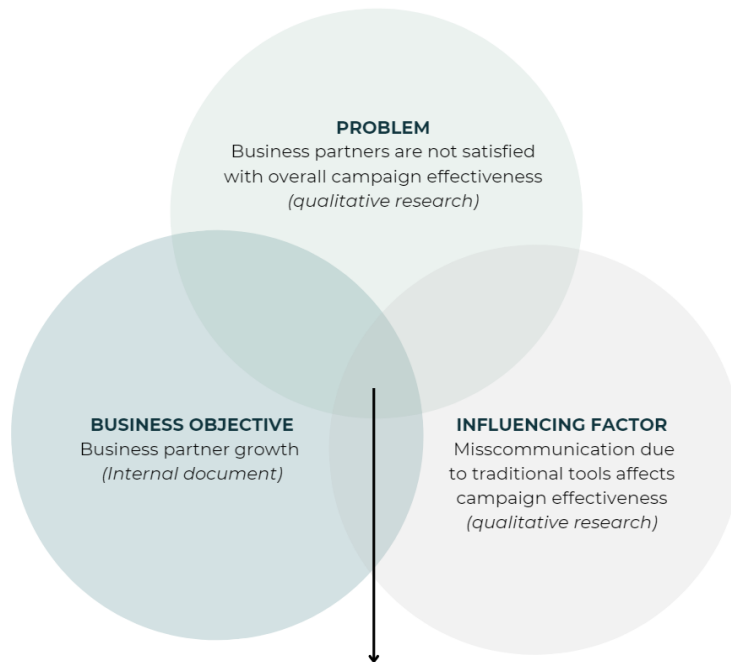 PROBLEM
Business partners are not satisfied
with overall campaign effectiveness
(qualitative research)
BUSINESS OBJECTIVE
Business partner growth
(Internal document)
INFLUENCING FACTOR
Misscommunication due
to traditional tools affects
campaign effectiveness
(qualitative research)